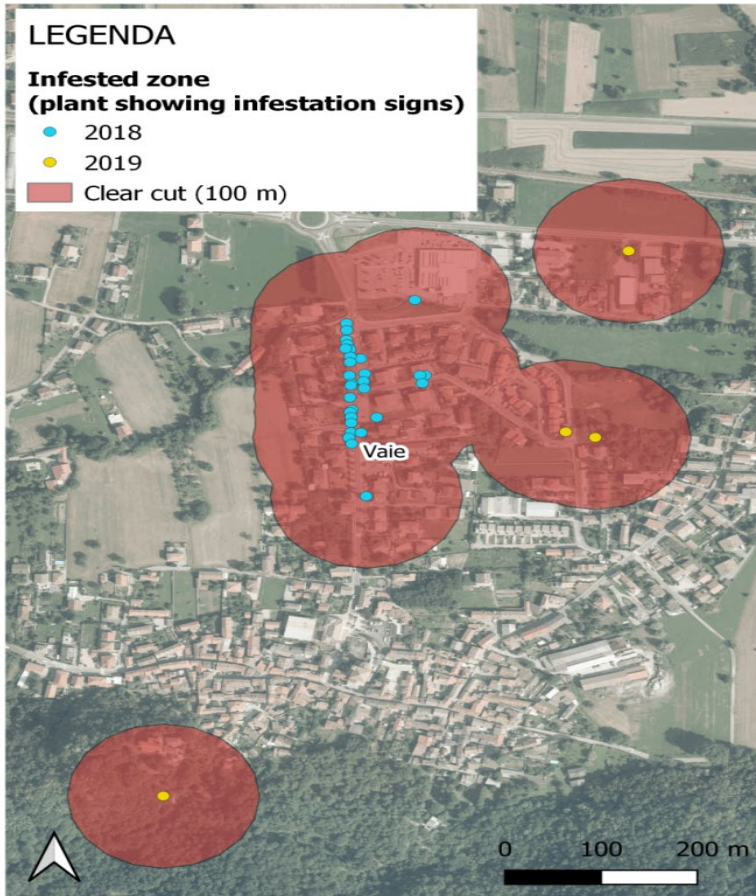 LEGENDA
Infested zone
(plant showing infestation signs)
2018
2019
Clear cut (100 m)
Vaie
0 100 200 m